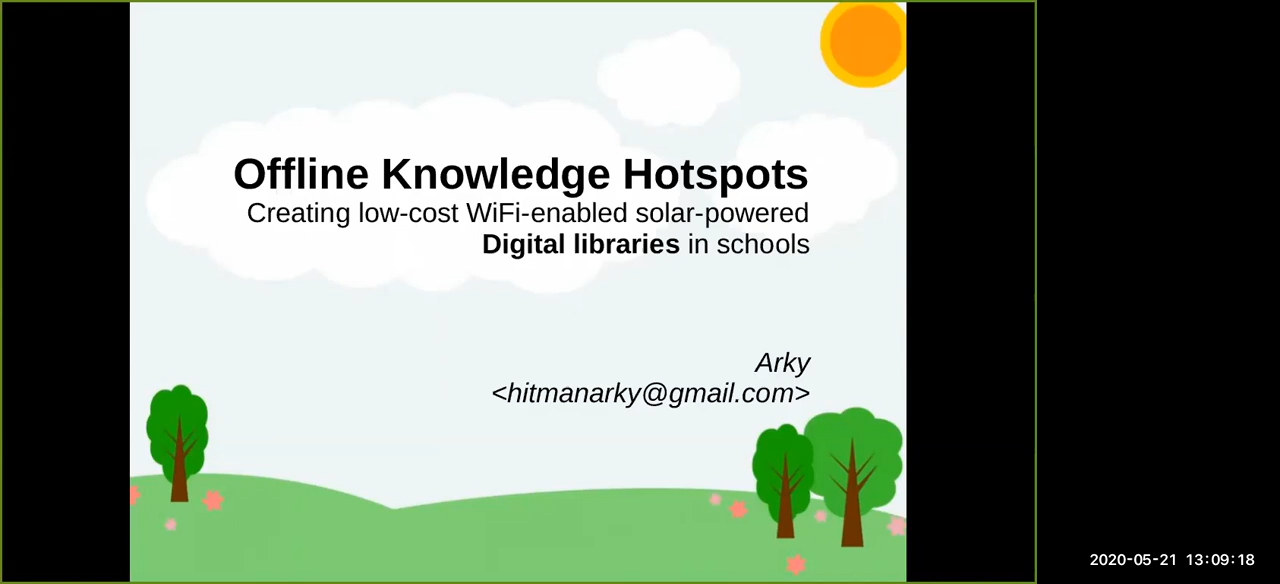 Offline Knowledge Hotspots
Creating low-cost WiFi-enabled solar-powered
Digital libraries in schools
Arky
<hitmanarky@gmail.com>
2020-05-21 13:09:18